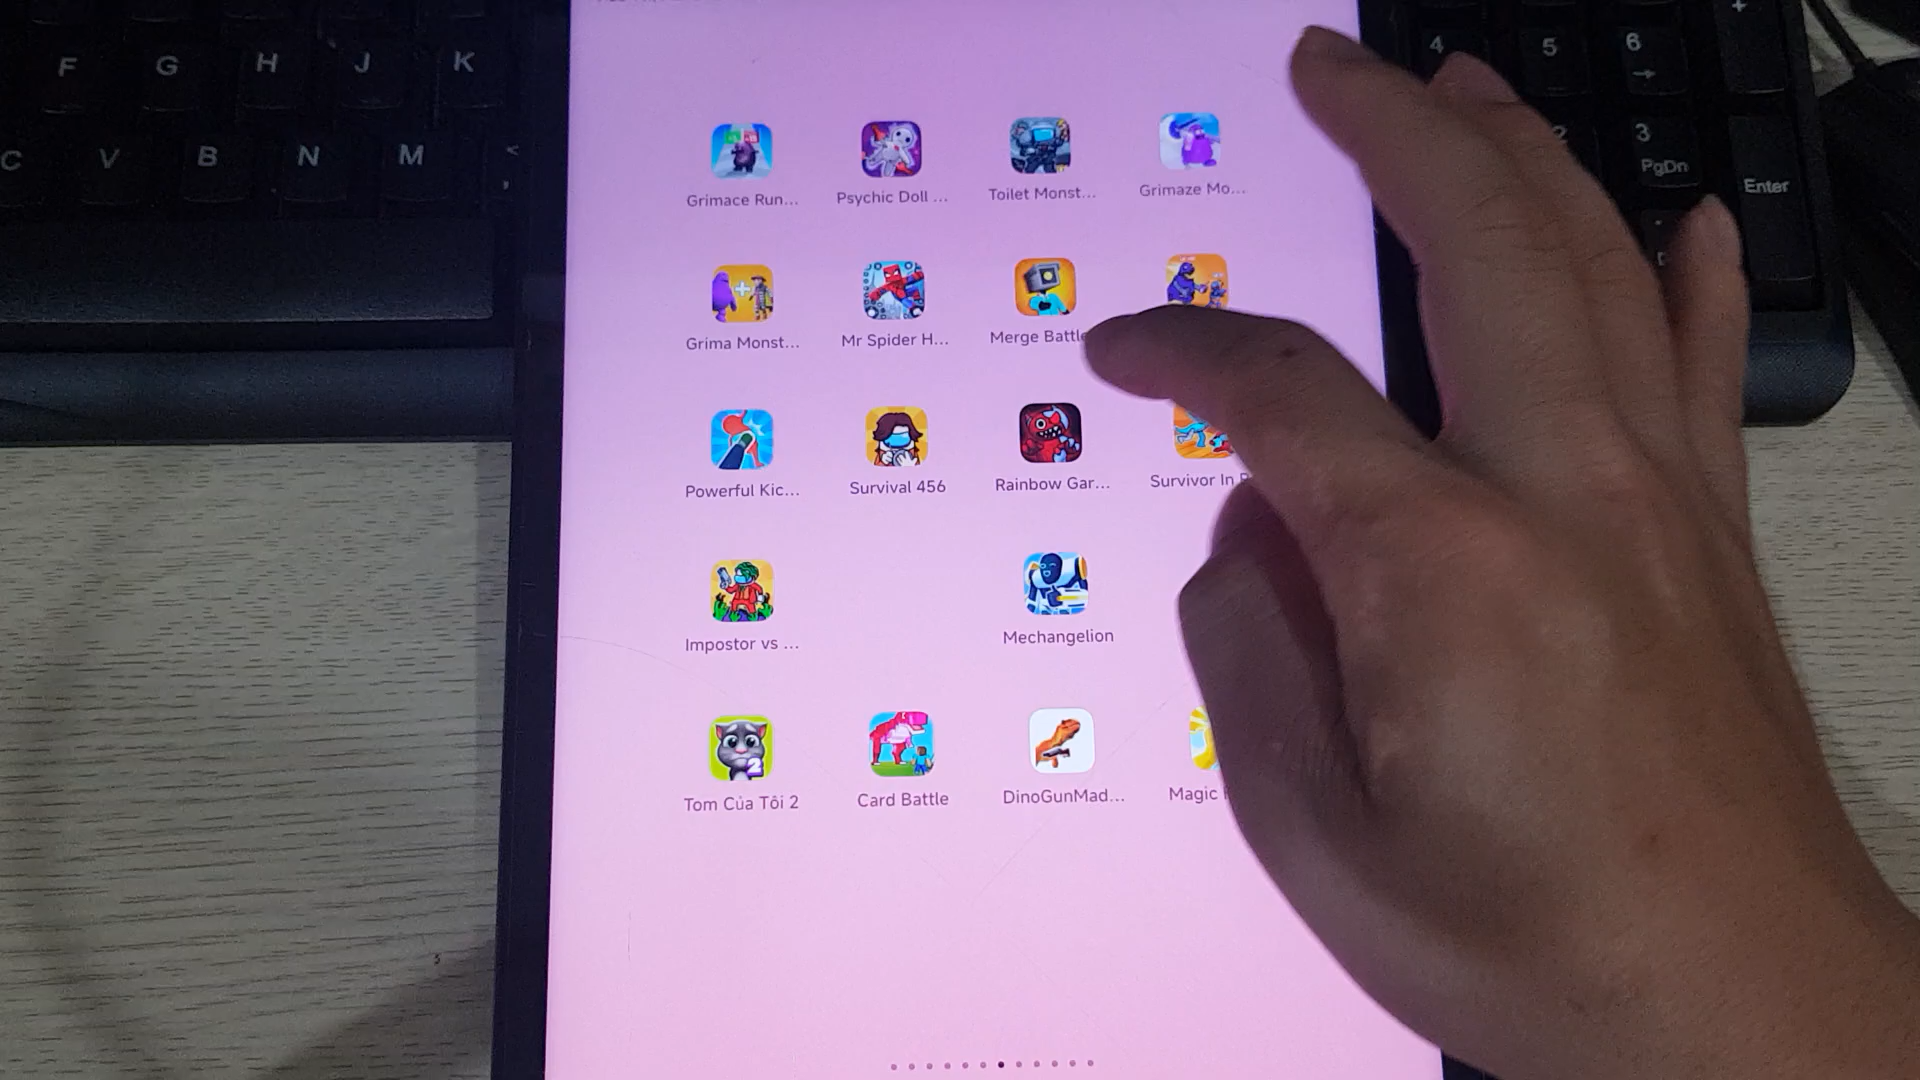 4 5 6
F G H J K
3
PgDn
C V B N M <
,
Enter
Grimace Run... Psychic Doll ... Toilet Monst... Grimaze Mo...
Grima Monst... Mr Spider H... Merge Battle
Powerful Kic... Survival 456 Rainbow Gar... Survivor In
Impostor vs ... Mechangelion
2
Tom Của Tôi 2 Card Battle DinoGunMad... Magic